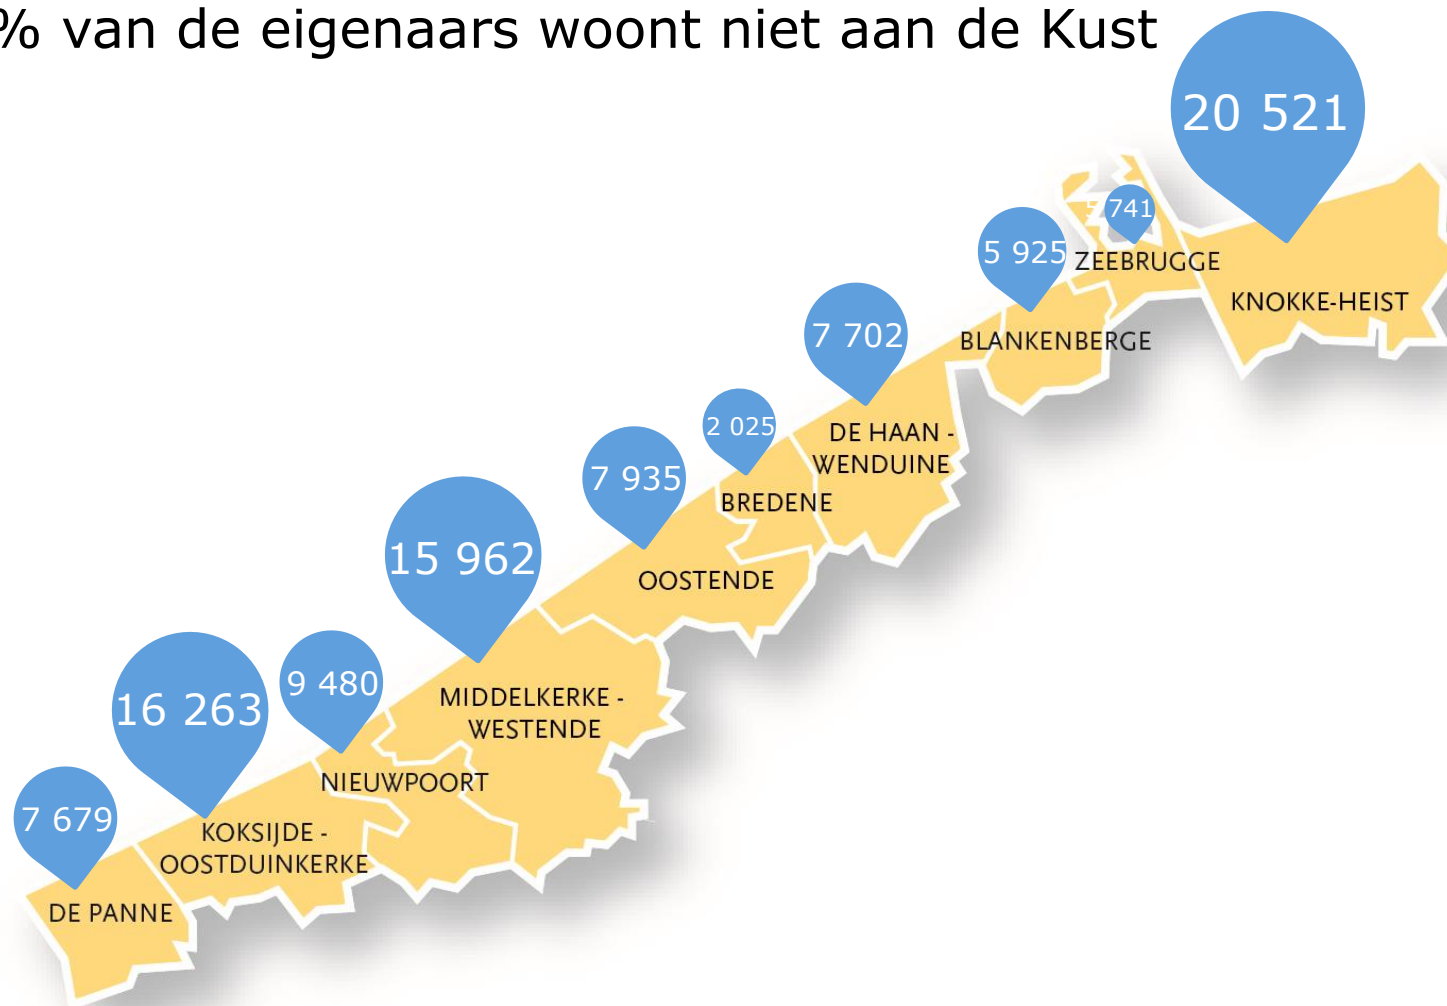 % van de eigenaars woont niet aan de Kust
20 521
741
5 925
ZEEBRUGGE
KNOKKE-HEIST
7 702
BLANKENBERGE
2 025
DE HAAN -
WENDUINE
7 935
BREDENE
15 962
OOSTENDE
9 480
16 263
MIDDELKERKE -
WESTENDE
NIEUWPOORT
7 679
KOKSIJDE -
OOSTDUINKERKE
DE PANNE